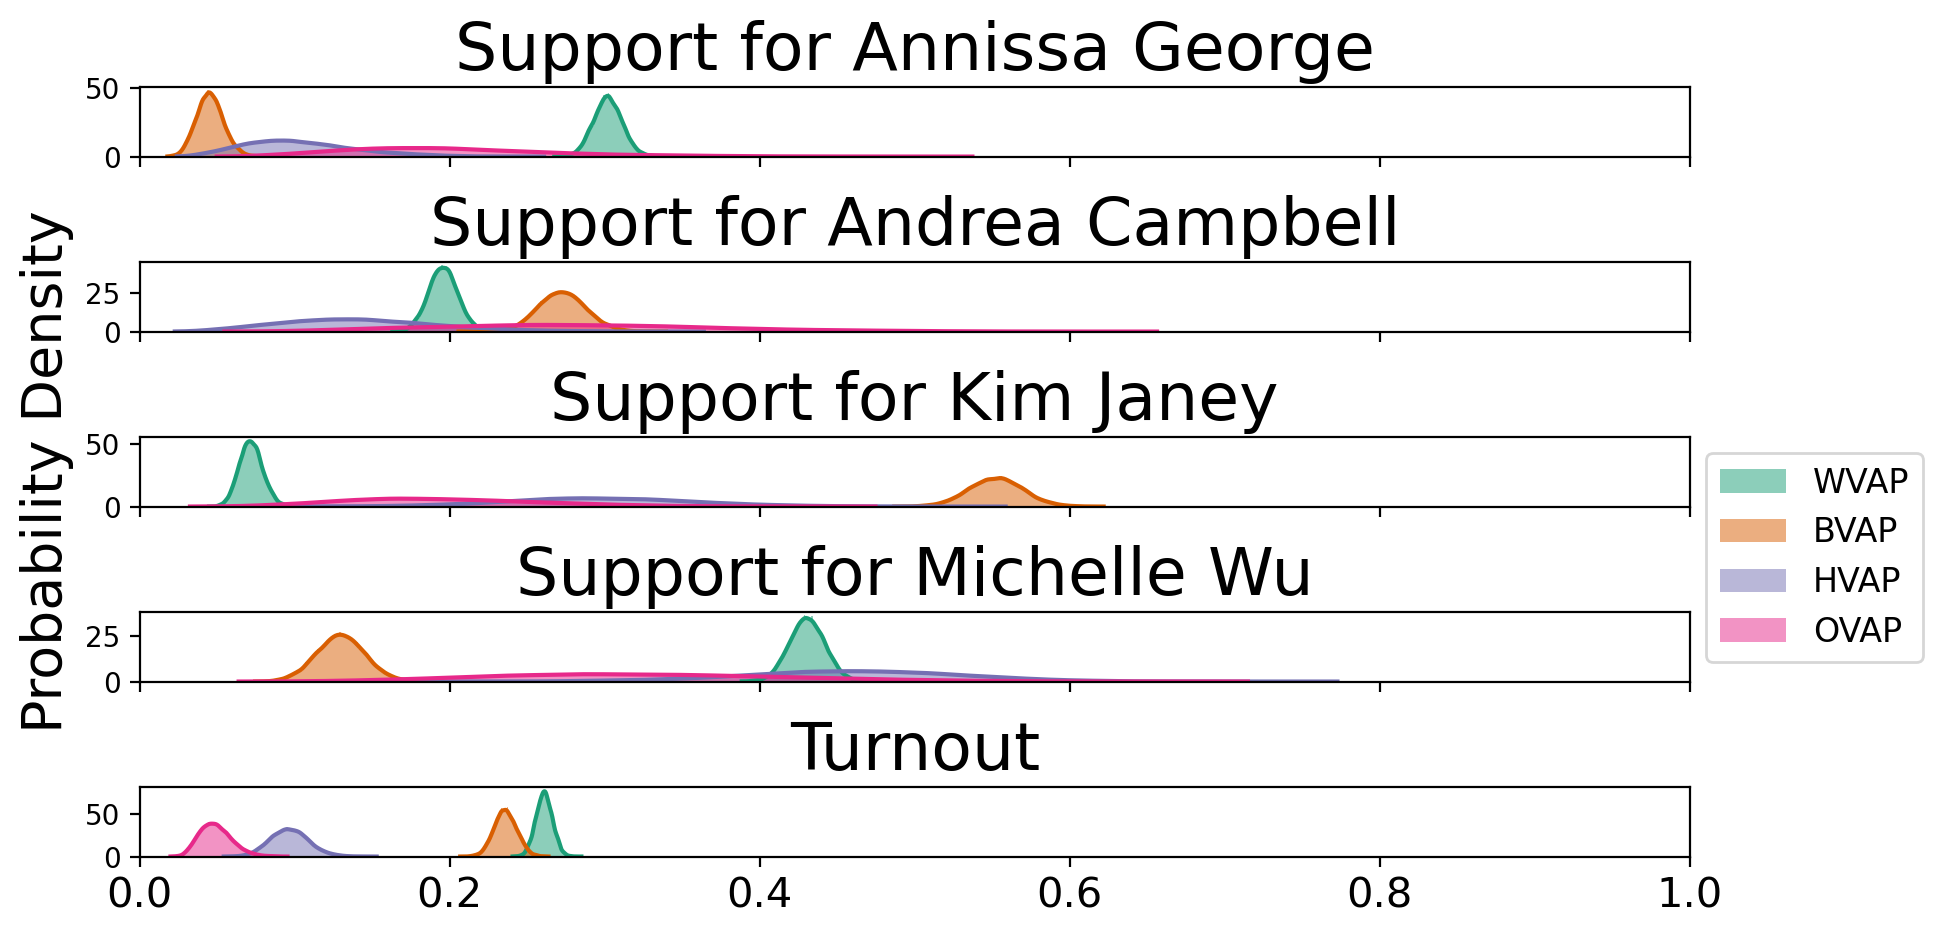 Support for Annissa George
50
0
Support for Andrea Campbell
25
0
Support for Kim Janey
50
0
Support for Michelle Wu
25
0
Turnout
50
0
0.0 0.2 0.4 0.6 0.8 1.0
Probability Density
WVAP
BVAP
HVAP
OVAP